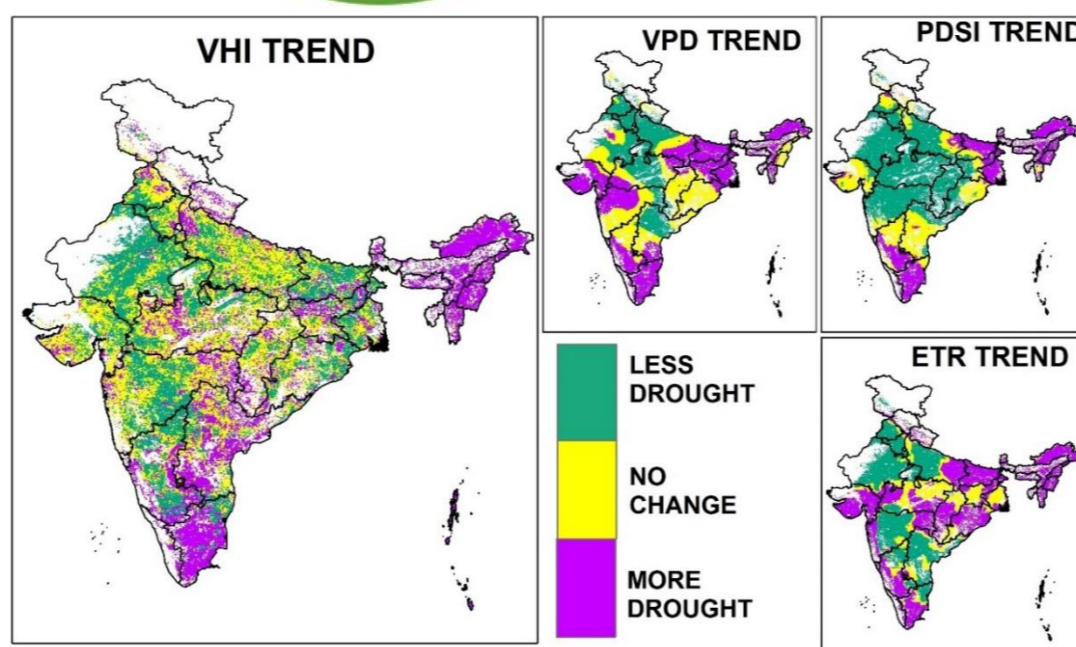 VHI TREND
VPD TREND
PDSI TREND
LESS
DROUGHT
NO
CHANGE
MORE
DROUGHT
ETR TREND